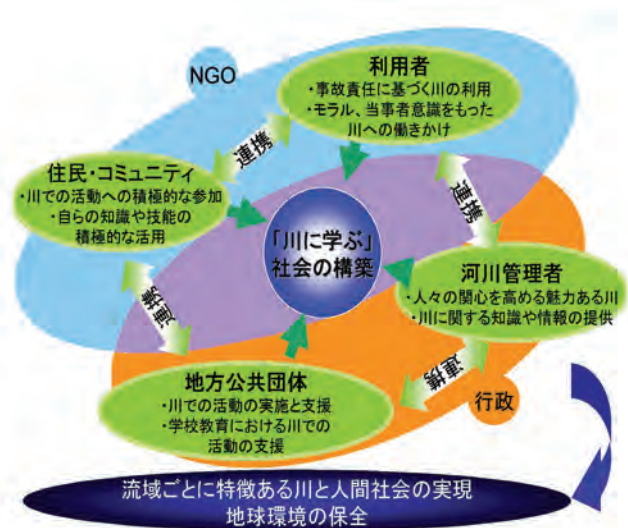 NGO
利用者
・事故責任に基づく川の利用
・モラル、当事者意識をもった
川への働きかけ
連携
住民・コミュニティ
・川での活動への積極的な参加
・自らの知識や技能の
積極的な活用
「川に学ぶ」
社会の構築
連携
河川管理者
・人々の関心を高める魅力ある川
・川に関する知識や情報の提供
連携
地方公共団体
・川での活動の実施と支援
・学校教育における川での
活動の支援
連携
行政
流域ごとに特徴ある川と人間社会の実現
地球環境の保全